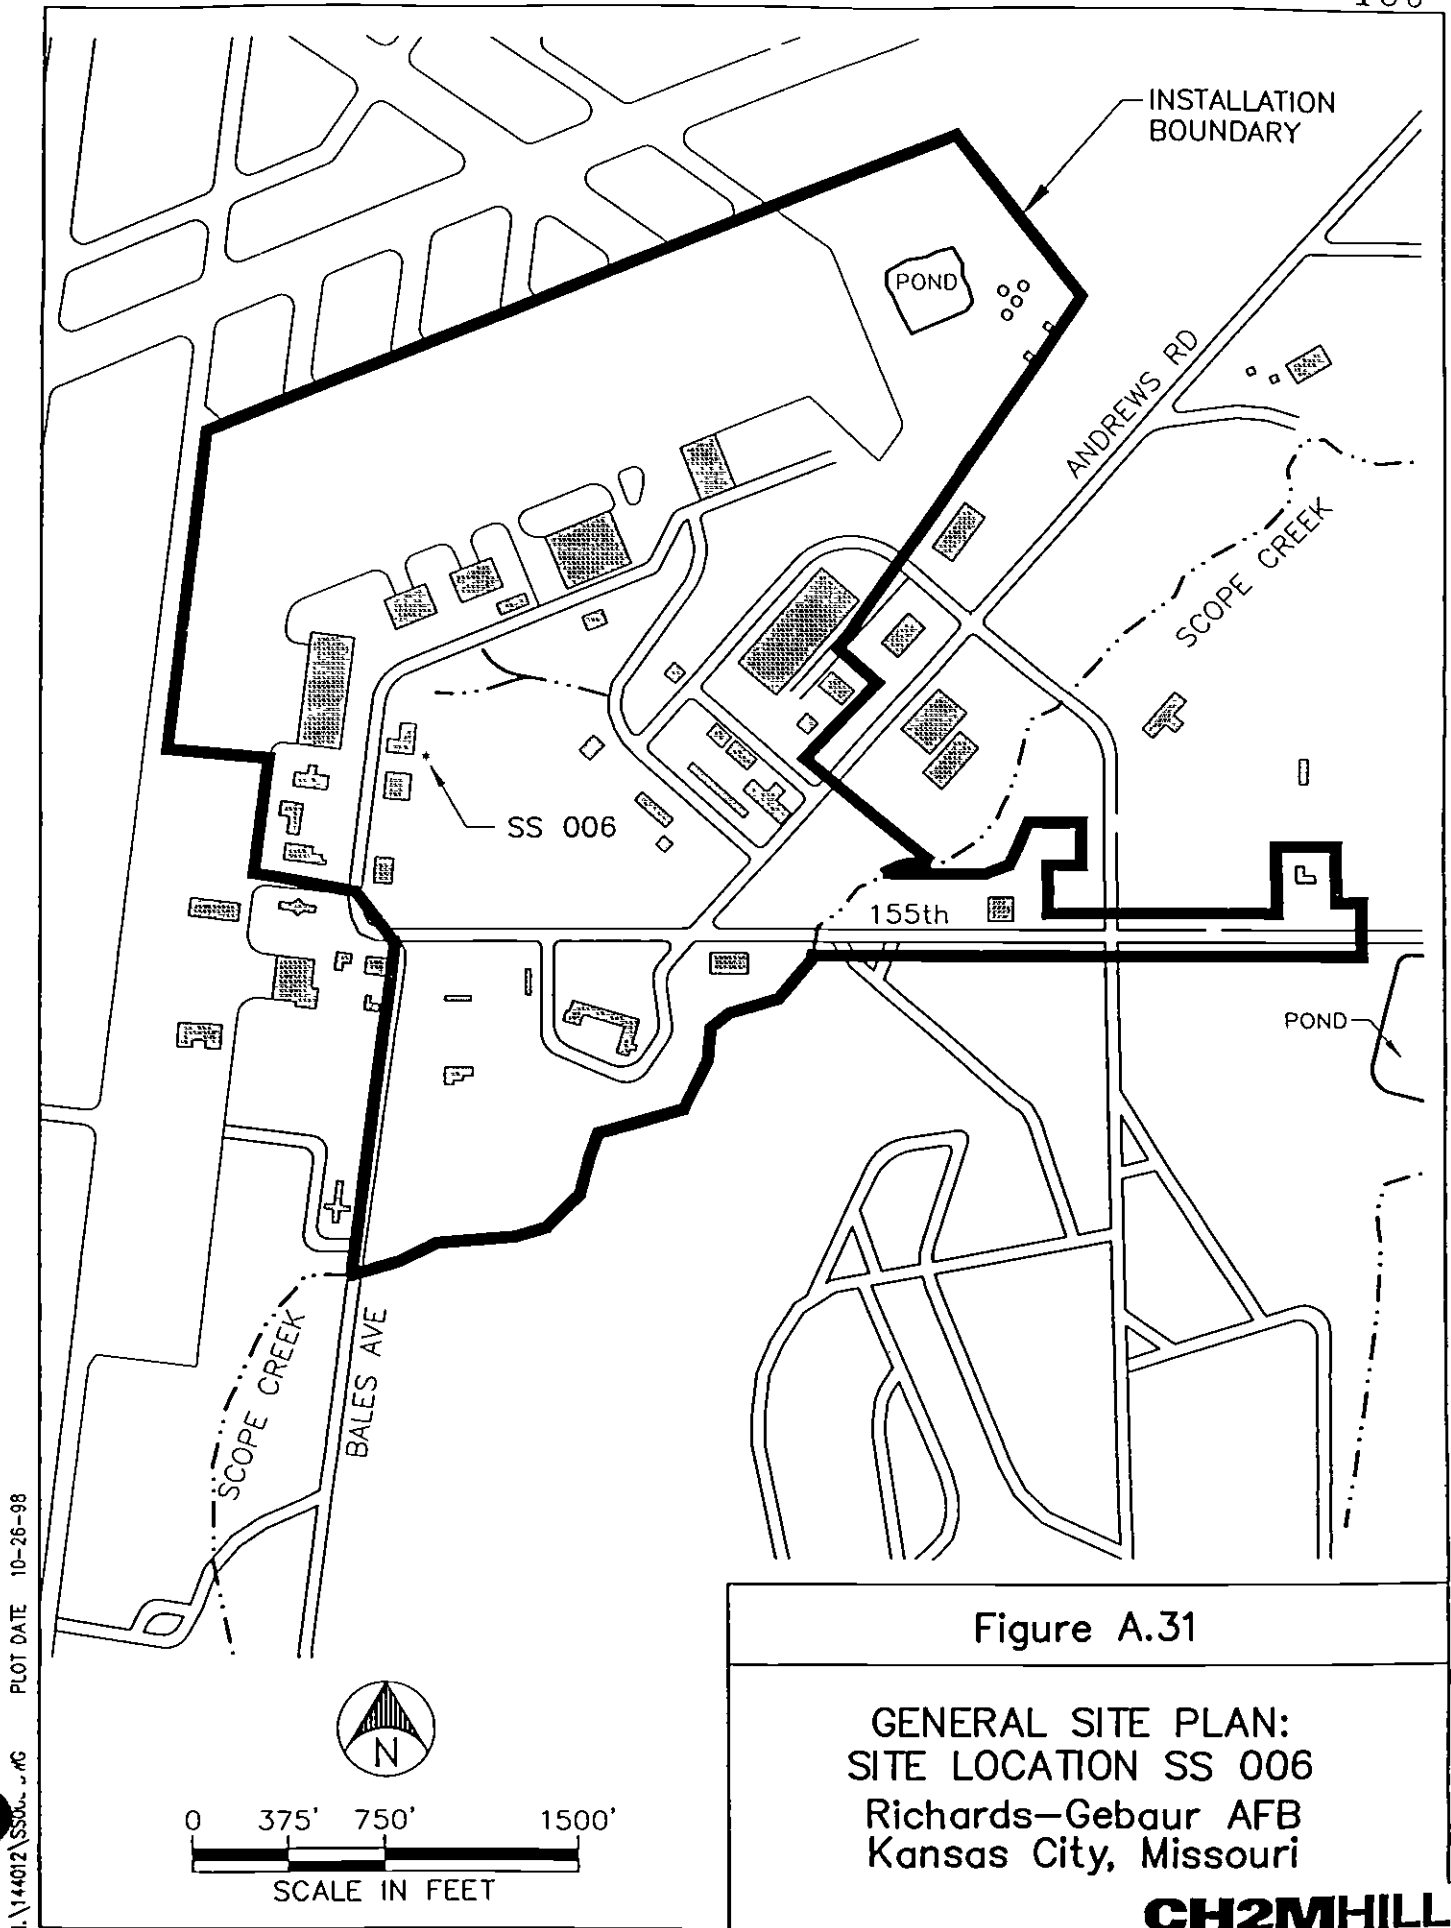 INSTALLATION
BOUNDARY
POND
ANDREWS RD
SCOPE CREEK
SS 006
155th
POND
SCOPE CREEK
BALES AVE
PLOT DATE 10-26-98
Figure A.31
GENERAL SITE PLAN:
SITE LOCATION SS 006
Richards-Gebaur AFB
Kansas City, Missouri
N
0 375' 750' 1500'
SCALE IN FEET
CH2MHILL